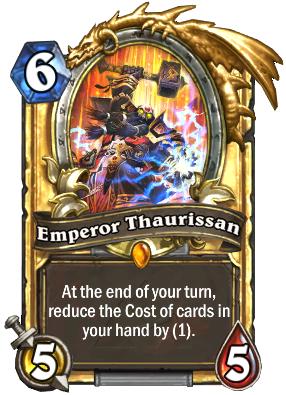 6
Emperor Thaurissan
At the end of your turn,
reduce the Cost of cards in
your hand by (1).
5 5